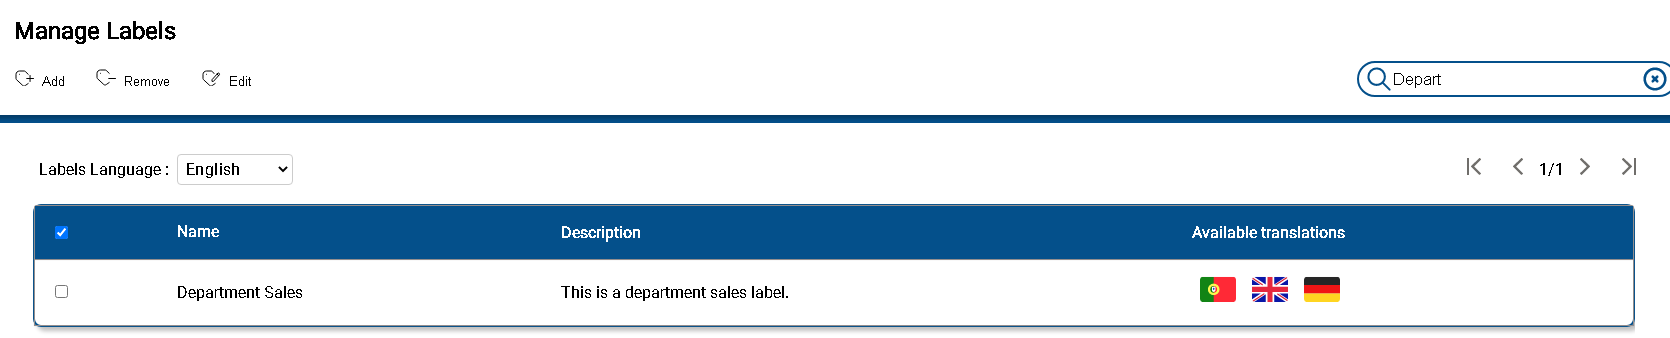 Manage Labels
Add Remove Edit Depart
Labels Language : English 1/1
Name Description Available translations
Department Sales This is a department sales label.